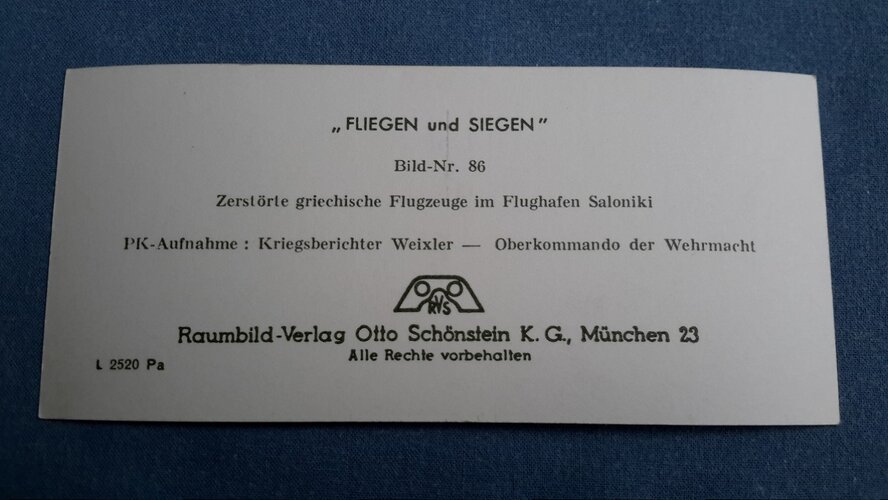 „FLIEGEN und SIEGEN”
Bild-Nr. 86
Zerstörte griechische Flugzeuge im Flughafen Saloniki
PK-Aufnahme : Kriegsberichter Weixler — Oberkommando der Wehrmacht
RVS
Raumbild-Verlag Otto Schönstein K. G., München 23
Alle Rechte vorbehalten
L 2520 Pa